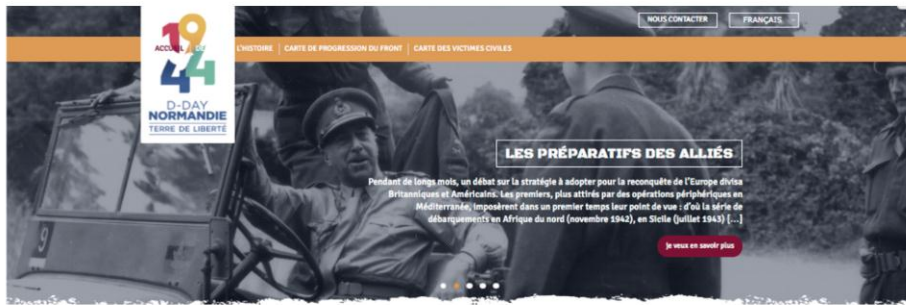 NOUS CONTACTER
FRANÇAIS
ACCUEIL
L'HISTOIRE
CARTE DE PROGRESSION DU FRONT
CARTE DES VICTIMES CIVILES
1944
D-DAY
NORMANDIE
TERRE DE LIBERTÉ
LES PRÉPARATIFS DES ALLIÉS
Pendant de longs mois, un débat sur la stratégie à adopter pour la reconquête de l'Europe divisa
Britanniques et Américains. Les premiers, plus attirés par des opérations périphériques en
Méditerranée, imposèrent dans un premier temps leur point de vue : d'où la série de
débarquements en Afrique du nord (novembre 1942), en Sicile (juillet 1943) [...]
Je veux en savoir plus
9